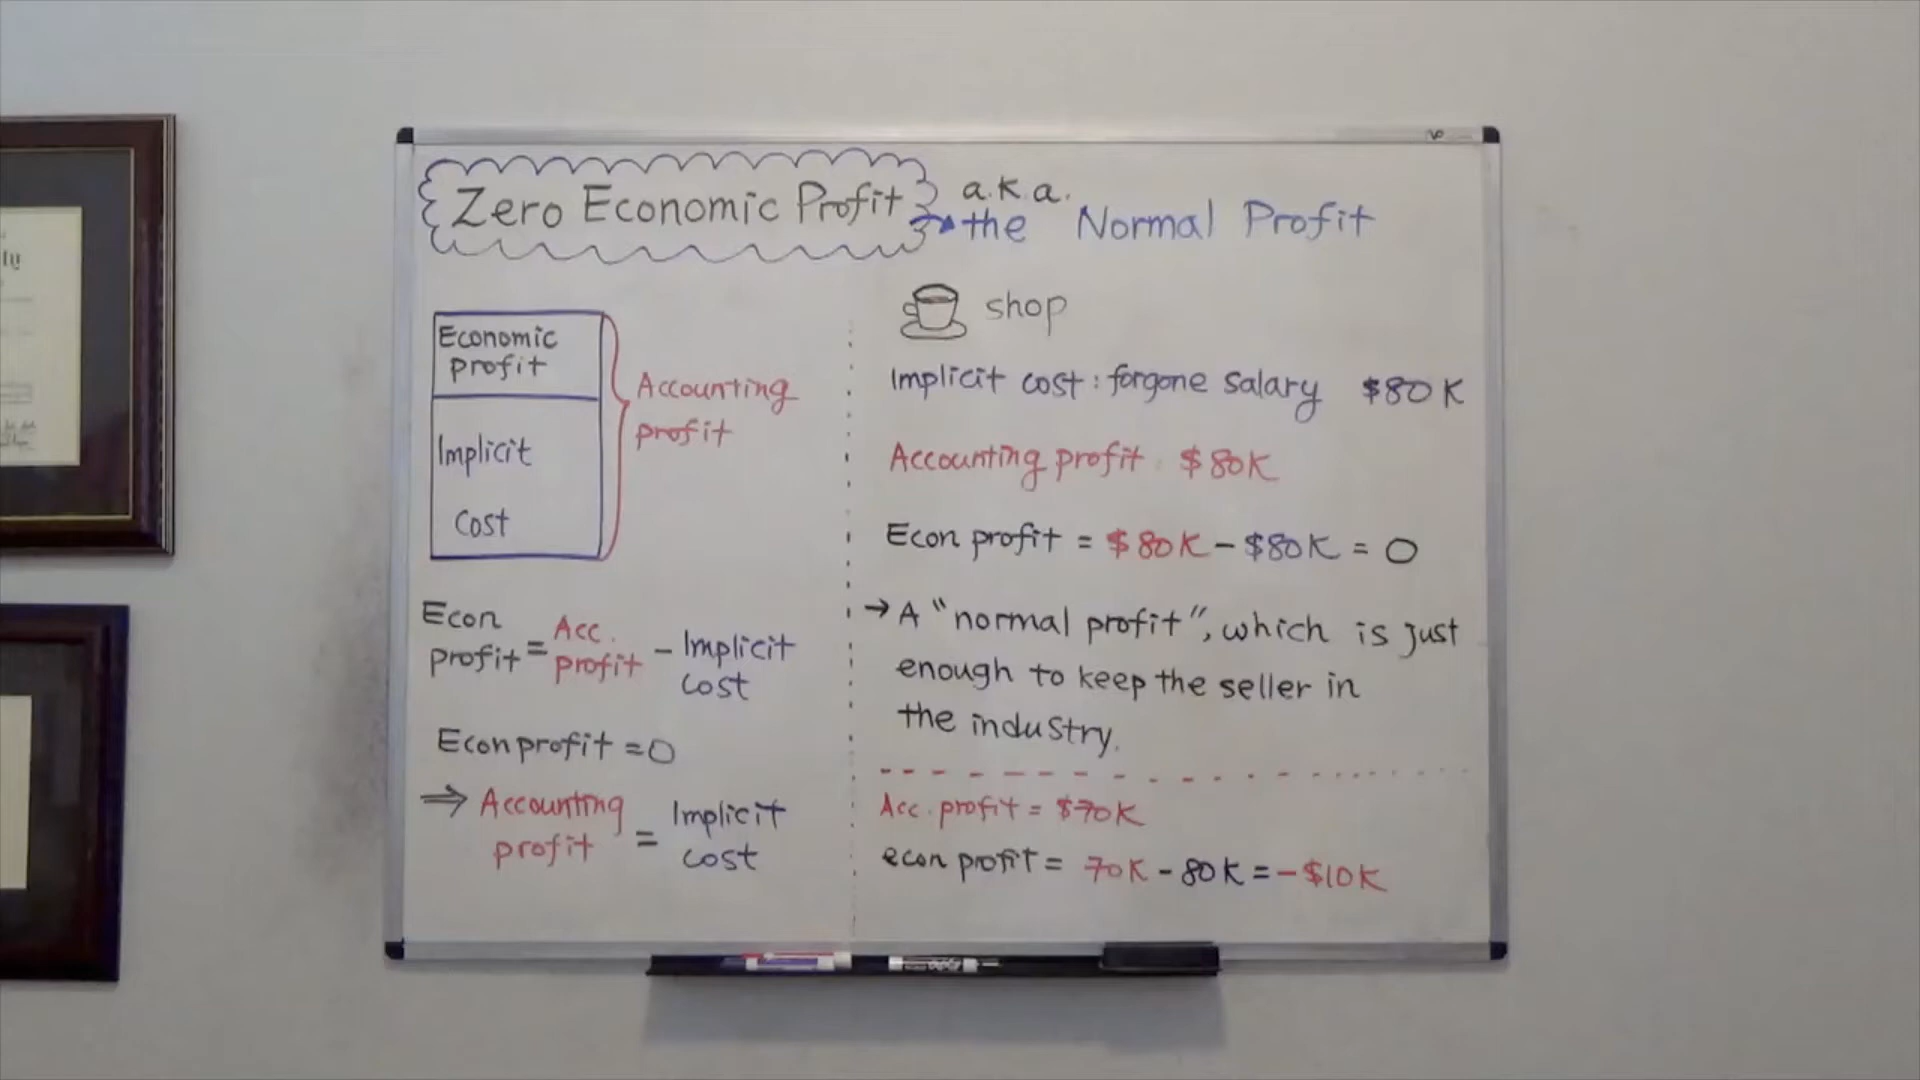 Zero Economic Profit a.k.a.
the Normal Profit
Economic
profit
Implicit
Cost
Accounting
profit
Econ
profit = Acc.
profit - Implicit
cost
Econ profit = 0
⇒ Accounting
profit = Implicit
cost
shop
Implicit cost : forgone salary $80K
Accounting profit $80K
Econ profit = $80K - $80K = 0
→ A "normal profit", which is just
enough to keep the seller in
the industry.
Acc. profit = $70K
econ profit = 70K - 80K = -$10K